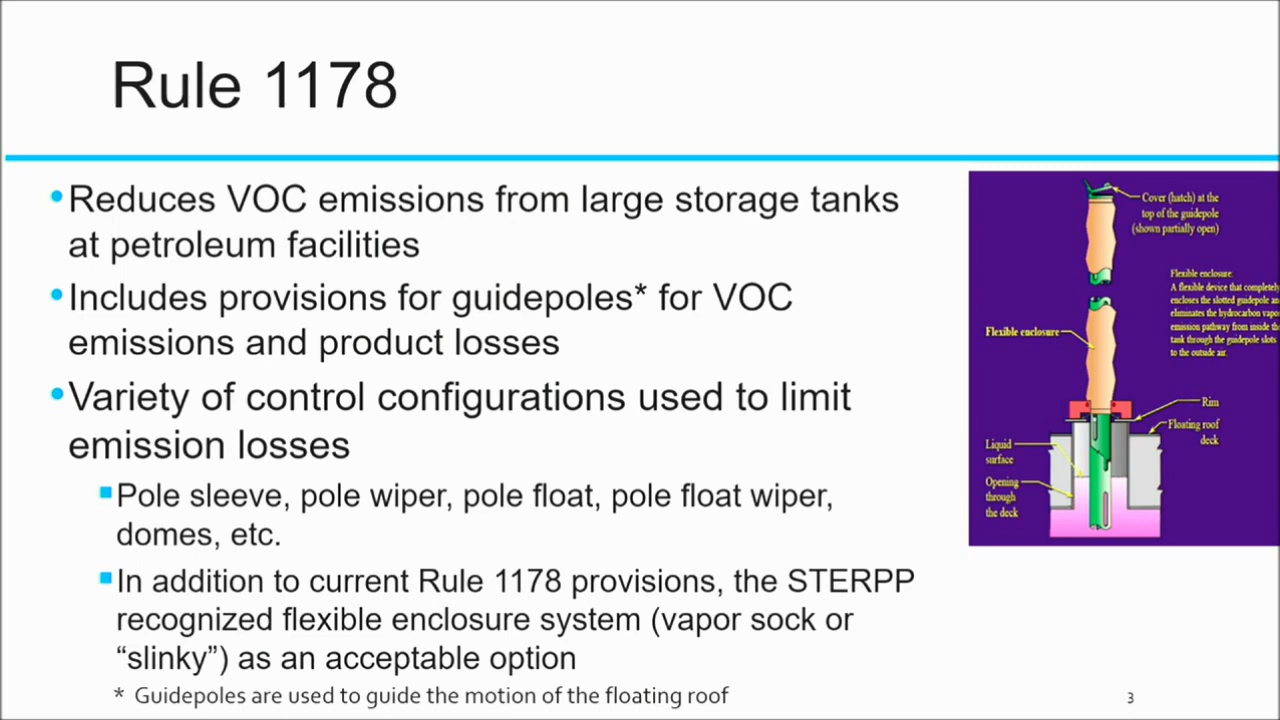 Rule 1178
•Reduces VOC emissions from large storage tanks
at petroleum facilities
•Includes provisions for guidepoles* for VOC
emissions and product losses
•Variety of control configurations used to limit
emission losses
▪Pole sleeve, pole wiper, pole float, pole float wiper,
domes, etc.
▪In addition to current Rule 1178 provisions, the STERPP
recognized flexible enclosure system (vapor sock or
“slinky”) as an acceptable option
* Guidepoles are used to guide the motion of the floating roof
3
Cover (hatch) at the
top of the guidepole
(shown partially open)
Flexible enclosure:
A flexible device that completely
encloses the slotted guidepole
eliminates the hydrocarbon
emission pathway from inside
tank through the guidepole slots
to the outside air.
Flexible enclosure
Rim
Floating roof
deck
Liquid
surface
Opening
through
the deck